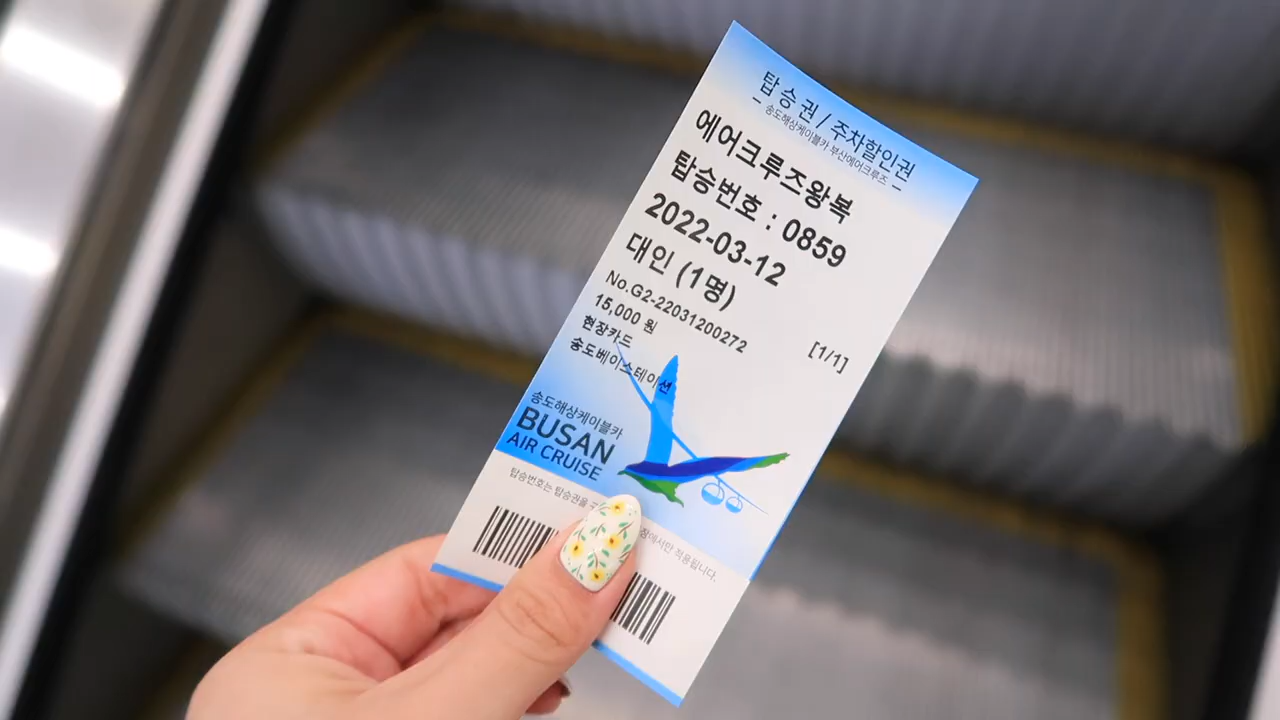 탑승권 / 주차할인권
– 송도해상케이블카 부산에어크루즈 –
에어크루즈왕복
탑승번호 : 0859
2022-03-12
대인 (1명)
No.G2-22031200272
15,000 원
[1/1]
현장카드
송도베이스테이션
송도해상케이블카
BUSAN
AIR CRUISE
탑승번호는 탑승권을 장에서만 적용됩니다.